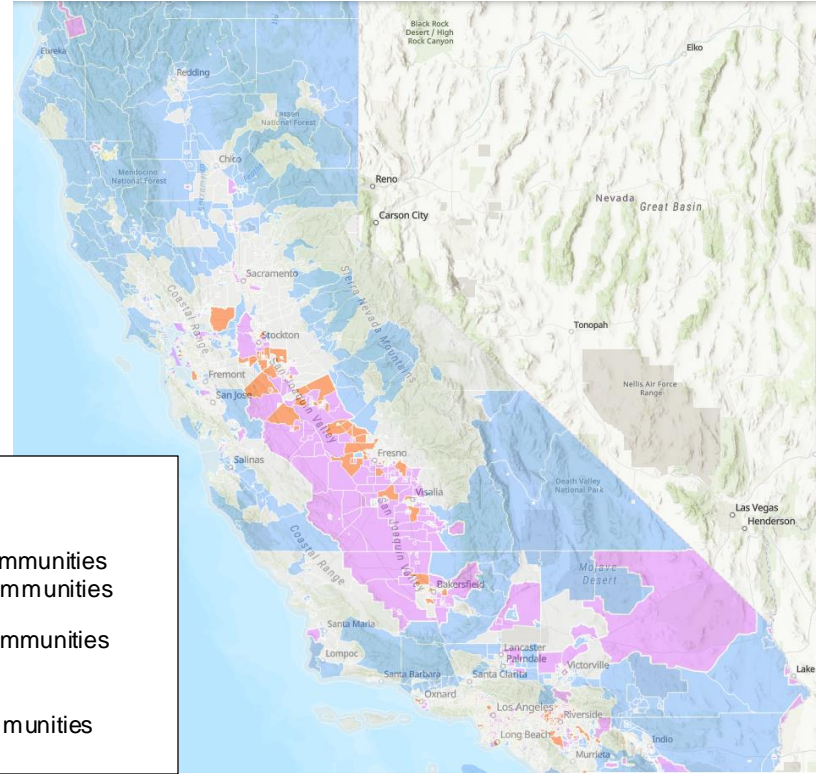 Black Rock
Desert / High
Rock Canyon
Elko
Eureka
Redding
Lassen
National Forest
Chico
Mendocino
National Forest
Reno
Carson City
Nevada
Great Basin
Sacramento
Coastal Range
Sierra Nevada Mountains
Stockton
Tonopah
Fremont
San Jose
San Joaquin Valley
Nellis Air Force
Range
Salinas
Fresno
Visalia
Death Valley
National Park
Las Vegas
Henderson
San Joaquin Valley
Coastal Range
mmunities
mmunities
mmunities
munities
Mojave
Desert
Bakersfield
Santa Maria
Lompoc
Lancaster
Palmdale
Victorville
Lake
Santa Barbara
Santa Clarita
Oxnard
Los Angeles
Riverside
Long Beach
Indio
Murrieta